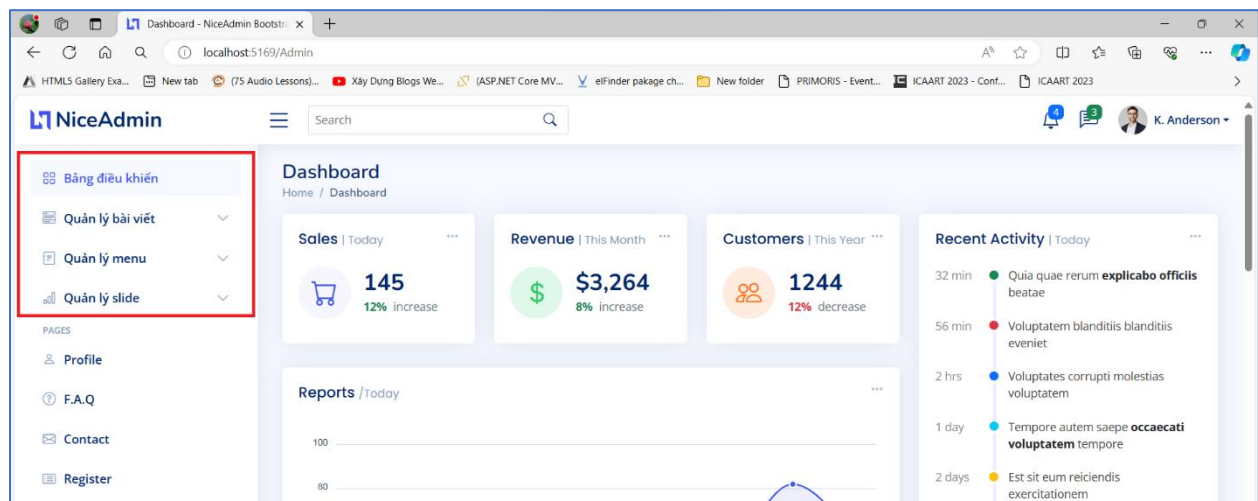 Dashboard - NiceAdmin Bootstra
localhost:5169/Admin
HTML5 Gallery Exa... New tab (75 Audio Lessons)... Xây Dựng Blogs We... (ASP.NET Core MV... elFinder pakage ch... New folder PRIMORIS - Event... ICAART 2023 - Conf... ICAART 2023
NiceAdmin
Search
4
3
K. Anderson
Bảng điều khiển
Quản lý bài viết
Quản lý menu
Quản lý slide
PAGES
Profile
F.A.Q
Contact
Register
Dashboard
Home / Dashboard
Sales | Today
145
12% increase
Revenue | This Month
$3,264
8% increase
Customers | This Year
1244
12% decrease
Reports /Today
100
80
Recent Activity | Today
32 min Quia quae rerum explicabo officiis
beatae
56 min Voluptatem blanditiis blanditiis
eveniet
2 hrs Voluptates corrupti molestias
voluptatem
1 day Tempore autem saepe occaecati
voluptatem tempore
2 days Est sit eum reiciendis
exercitationem